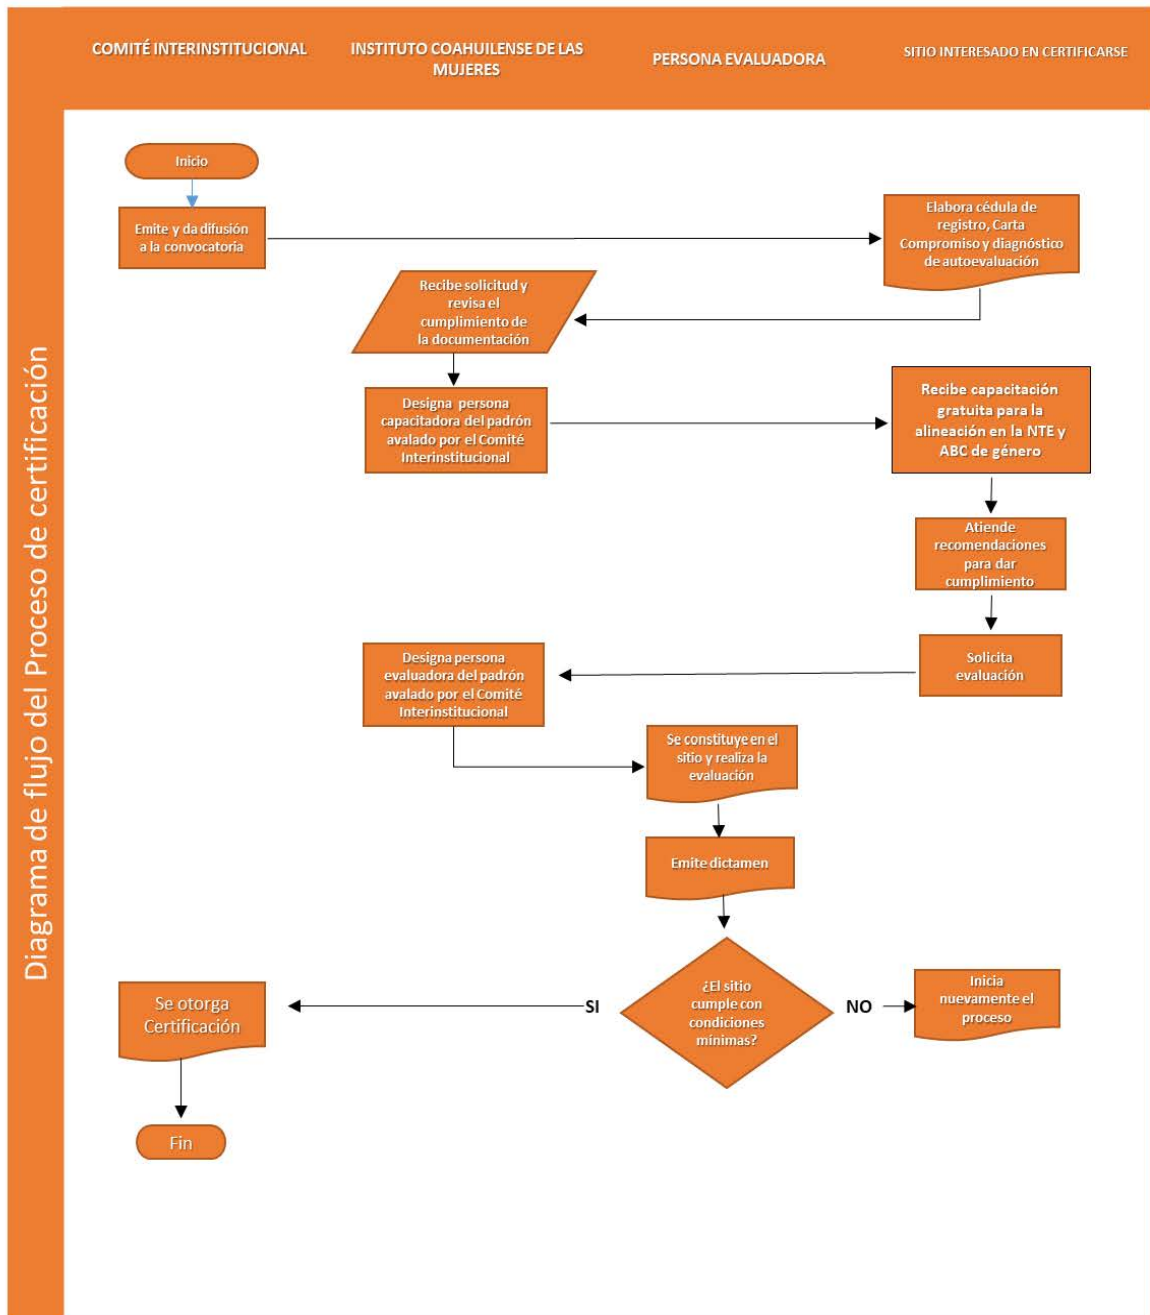 COMITÉ INTERINSTITUCIONAL
INSTITUTO COAHUILENSE DE LAS
MUJERES
PERSONA EVALUADORA
SITIO INTERESADO EN CERTIFICARSE
Diagrama de flujo del Proceso de certificación
Inicio
Emite y da difusión
a la convocatoria
Elabora cédula de
registro, Carta
Compromiso y diagnóstico
de autoevaluación
Recibe solicitud y
revisa el
cumplimiento de
la documentación
Designa persona
capacitadora del padrón
avalado por el Comité
Interinstitucional
Recibe capacitación
gratuita para la
alineación en la NTE y
ABC de género
Atiende
recomendaciones
para dar
cumplimiento
Solicita
evaluación
Designa persona
evaluadora del padrón
avalado por el Comité
Interinstitucional
Se constituye en el
sitio y realiza la
evaluación
Emite dictamen
¿El sitio
cumple con
condiciones
mínimas?
SI
NO
Se otorga
Certificación
Inicia
nuevamente el
proceso
Fin